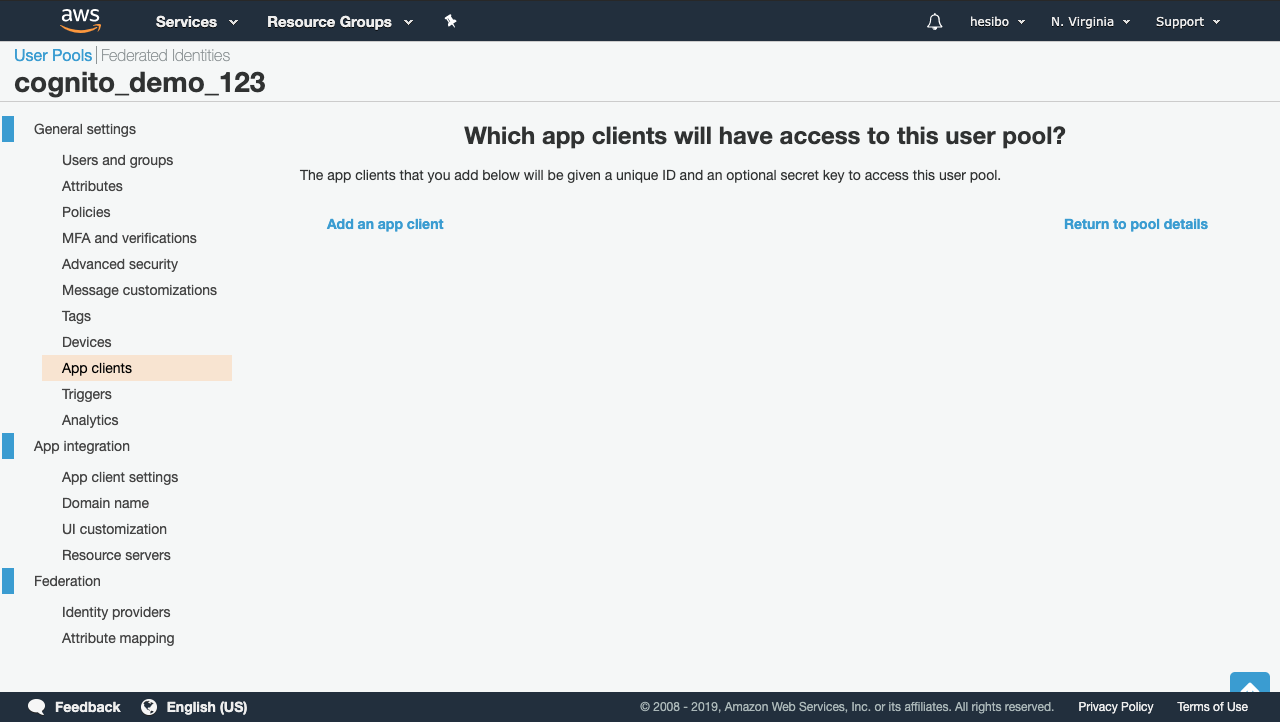 aws Services Resource Groups hesibo N. Virginia Support
User Pools Federated Identities
cognito_demo_123
General settings
Users and groups
Attributes
Policies
MFA and verifications
Advanced security
Message customizations
Tags
Devices
App clients
Triggers
Analytics
App integration
App client settings
Domain name
UI customization
Resource servers
Federation
Identity providers
Attribute mapping
Which app clients will have access to this user pool?
The app clients that you add below will be given a unique ID and an optional secret key to access this user pool.
Add an app client Return to pool details
Feedback English (US) © 2008 - 2019, Amazon Web Services, Inc. or its affiliates. All rights reserved. Privacy Policy Terms of Use